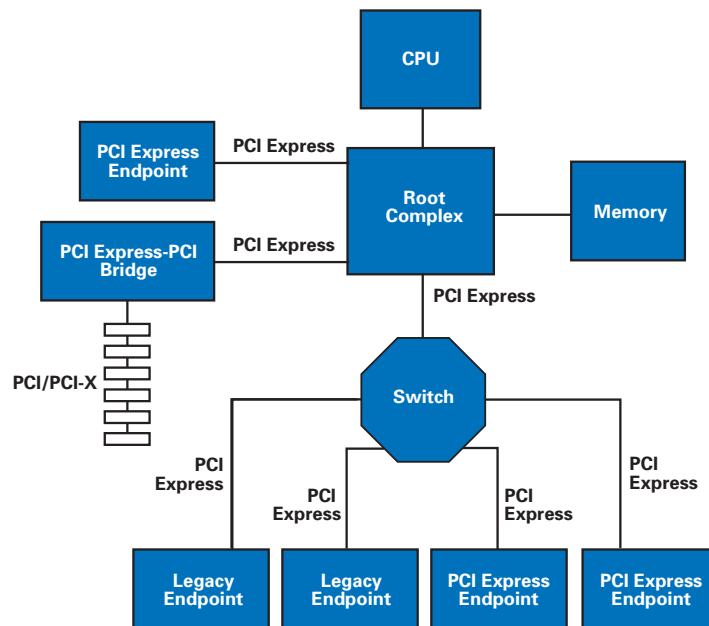 CPU
PCI Express
Endpoint
PCI Express
Root
Complex
Memory
PCI Express-PCI
Bridge
PCI Express
PCI Express
PCI/PCI-X
Switch
PCI
Express
PCI
Express
PCI
Express
PCI
Express
Legacy
Endpoint
Legacy
Endpoint
PCI Express
Endpoint
PCI Express
Endpoint